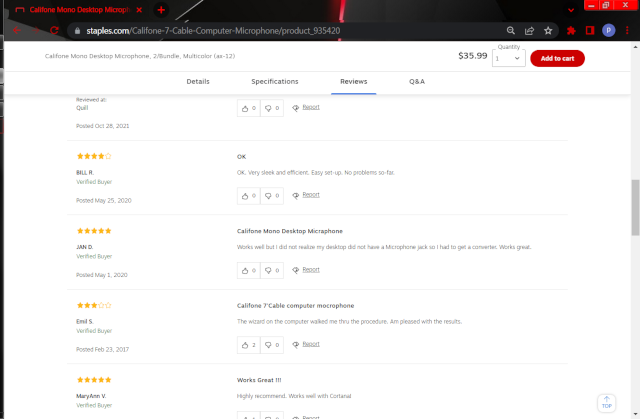 Califone Mono Desktop Microph
staples.com/Califone-7-Cable-Computer-Microphone/product_935420
P
Califone Mono Desktop Microphone, 2/Bundle, Multicolor (ax-12)
$35.99
Quantity
1
Add to cart
Details
Specifications
Reviews
Q&A
Reviewed at:
Quill
0
0
Report
Posted Oct 28, 2021
OK
BILL R.
Verified Buyer
OK. Very sleek and efficient. Easy set-up. No problems so-far.
Posted May 25, 2020
0
0
Report
Califone Mono Desktop Micraphone
JAN D.
Verified Buyer
Works well but I did not realize my desktop did not have a Microphone jack so I had to get a converter. Works great.
Posted May 1, 2020
0
0
Report
Califone 7'Cable computer mocrophone
Emil S.
Verified Buyer
The wizard on the computer walked me thru the procedure. Am pleased with the results.
Posted Feb 23, 2017
2
0
Report
Works Great !!!
MaryAnn V.
Verified Buyer
Highly recommend. Works well with Cortana!
Report
TOP